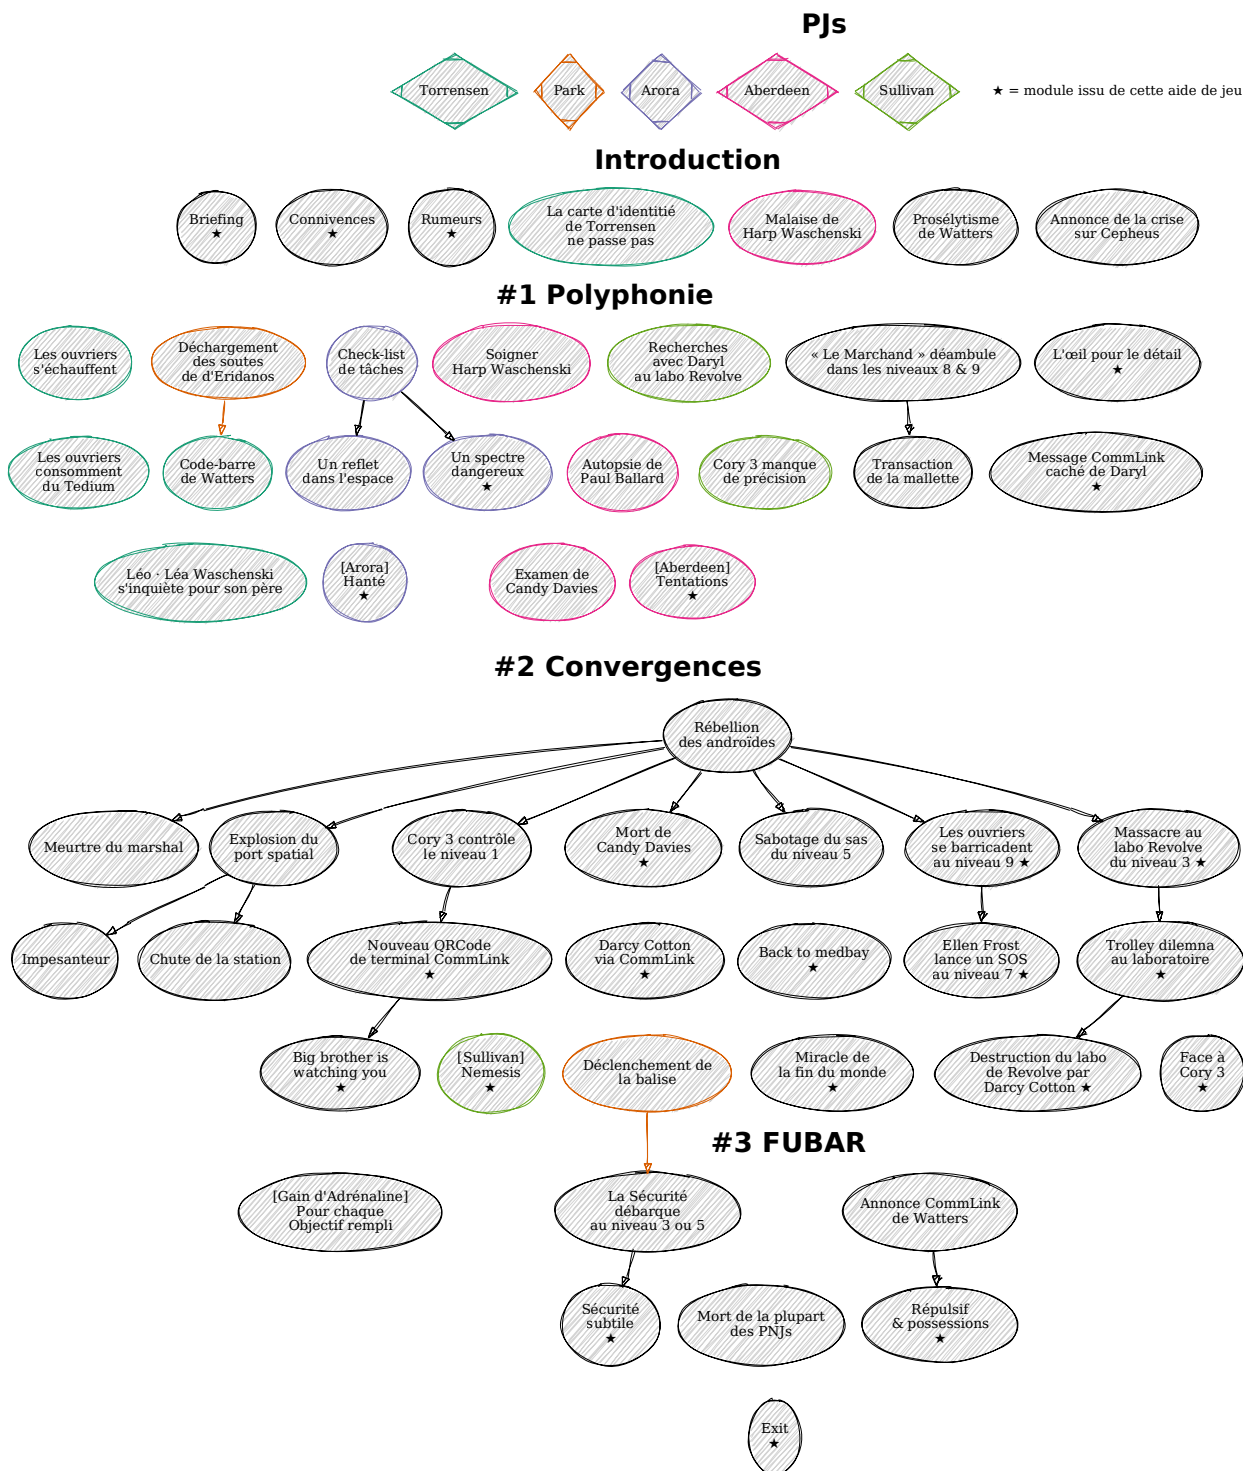 PJs
Torrensen
Park
Arora
Aberdeen
Sullivan
★ = module issu de cette aide de jeu
Introduction
Briefing
★
Connivences
★
Rumeurs
★
La carte d'identitié
de Torrensen
ne passe pas
Malaise de
Harp Waschenski
Prosélytisme
de Watters
Annonce de la crise
sur Cepheus
#1 Polyphonie
Les ouvriers
s'échauffent
Déchargement
des soutes
de d'Eridanos
Check-list
de tâches
Soigner
Harp Waschenski
Recherches
avec Daryl
au labo Revolve
« Le Marchand » déambule
dans les niveaux 8 & 9
L'œil pour le détail
★
Les ouvriers
consomment
du Tedium
Code-barre
de Watters
Un reflet
dans l'espace
Un spectre
dangereux
★
Autopsie de
Paul Ballard
Cory 3 manque
de précision
Transaction
de la mallette
Message CommLink
caché de Daryl
★
Léo · Léa Waschenski
s'inquiète pour son père
[Arora]
Hanté
★
Examen de
Candy Davies
[Aberdeen]
Tentations
★
#2 Convergences
Rébellion
des androïdes
Meurtre du marshal
Explosion du
port spatial
Cory 3 contrôle
le niveau 1
Mort de
Candy Davies
★
Sabotage du sas
du niveau 5
Les ouvriers
se barricadent
au niveau 9 ★
Massacre au
labo Revolve
du niveau 3 ★
Impesanteur
Chute de la station
Nouveau QRCode
de terminal CommLink
★
Darcy Cotton
via CommLink
★
Back to medbay
★
Ellen Frost
lance un SOS
au niveau 7 ★
Trolley dilemna
au laboratoire
★
Big brother is
watching you
★
[Sullivan]
Nemesis
★
Déclenchement de
la balise
Miracle de
la fin du monde
★
Destruction du labo
de Revolve par
Darcy Cotton ★
Face à
Cory 3
★
#3 FUBAR
[Gain d'Adrénaline]
Pour chaque
Objectif rempli
La Sécurité
débarque
au niveau 3 ou 5
Annonce CommLink
de Watters
Sécurité
subtile
★
Mort de la plupart
des PNJs
Répulsif
& possessions
★
Exit
★